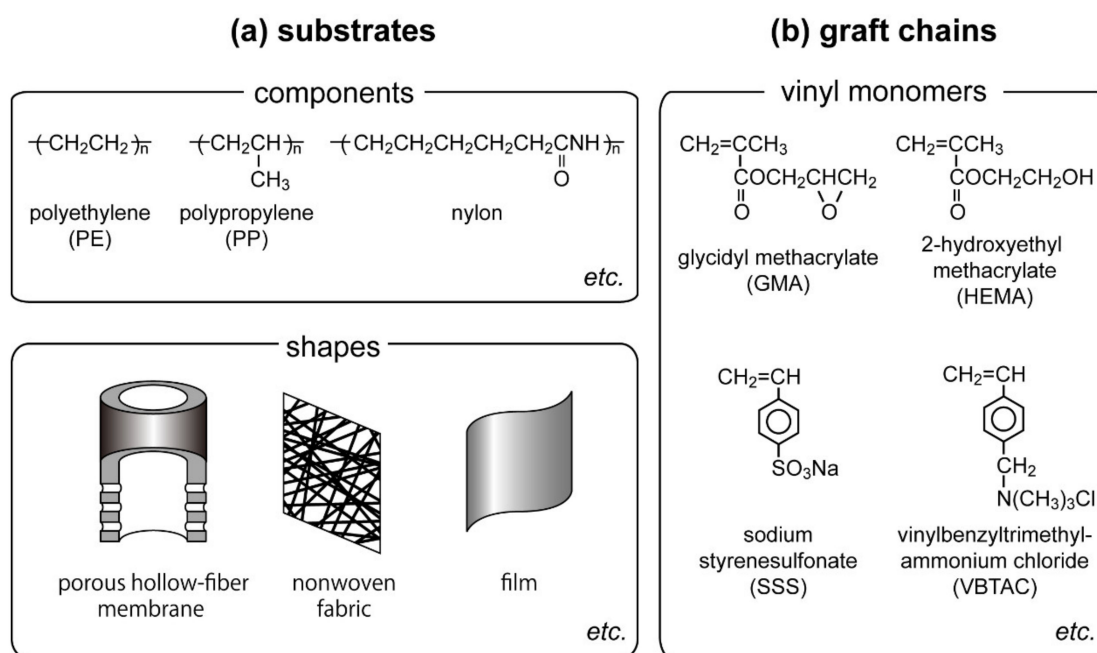 (a) substrates
components
-(CH2CH2)n-
-(CH2CH)n-
CH3
-(CH2CH2CH2CH2CH2CNH)n-
O
polyethylene
(PE)
polypropylene
(PP)
nylon
etc.
shapes
porous hollow-fiber
membrane
nonwoven
fabric
film
etc.
(b) graft chains
vinyl monomers
CH2=CCH3
COCH2CHCH2
O O
glycidyl methacrylate
(GMA)
CH2=CCH3
COCH2CH2OH
O
2-hydroxyethyl
methacrylate
(HEMA)
CH2=CH
SO3Na
sodium
styrenesulfonate
(SSS)
CH2=CH
CH2
N(CH3)3Cl
vinylbenzyltrimethyl-
ammonium chloride
(VBTAC)
etc.